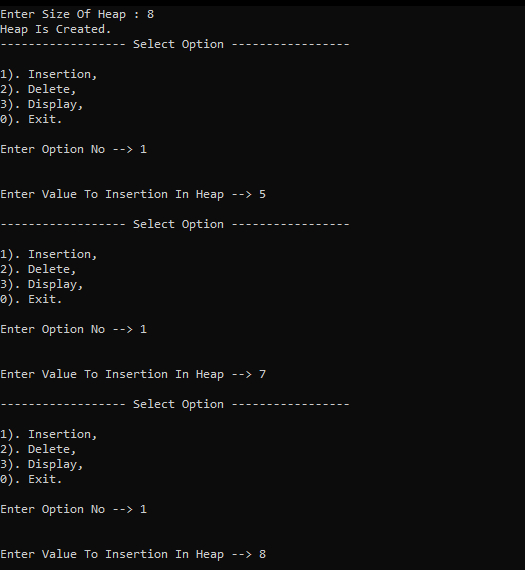 Enter Size Of Heap : 8
Heap Is Created.
------------------ Select Option -----------------
1). Insertion,
2). Delete,
3). Display,
0). Exit.
Enter Option No --> 1
Enter Value To Insertion In Heap --> 5
------------------ Select Option -----------------
1). Insertion,
2). Delete,
3). Display,
0). Exit.
Enter Option No --> 1
Enter Value To Insertion In Heap --> 7
------------------ Select Option -----------------
1). Insertion,
2). Delete,
3). Display,
0). Exit.
Enter Option No --> 1
Enter Value To Insertion In Heap --> 8